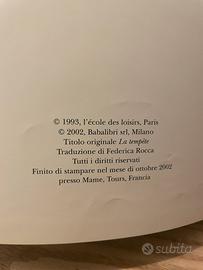 © 1993, l'école des loisirs, Paris
© 2002, Babalibri srl, Milano
Titolo originale La tempête
Traduzione di Federica Rocca
Tutti i diritti riservati
Finito di stampare nel mese di ottobre 2002
presso Mame, Tours, Francia
subito